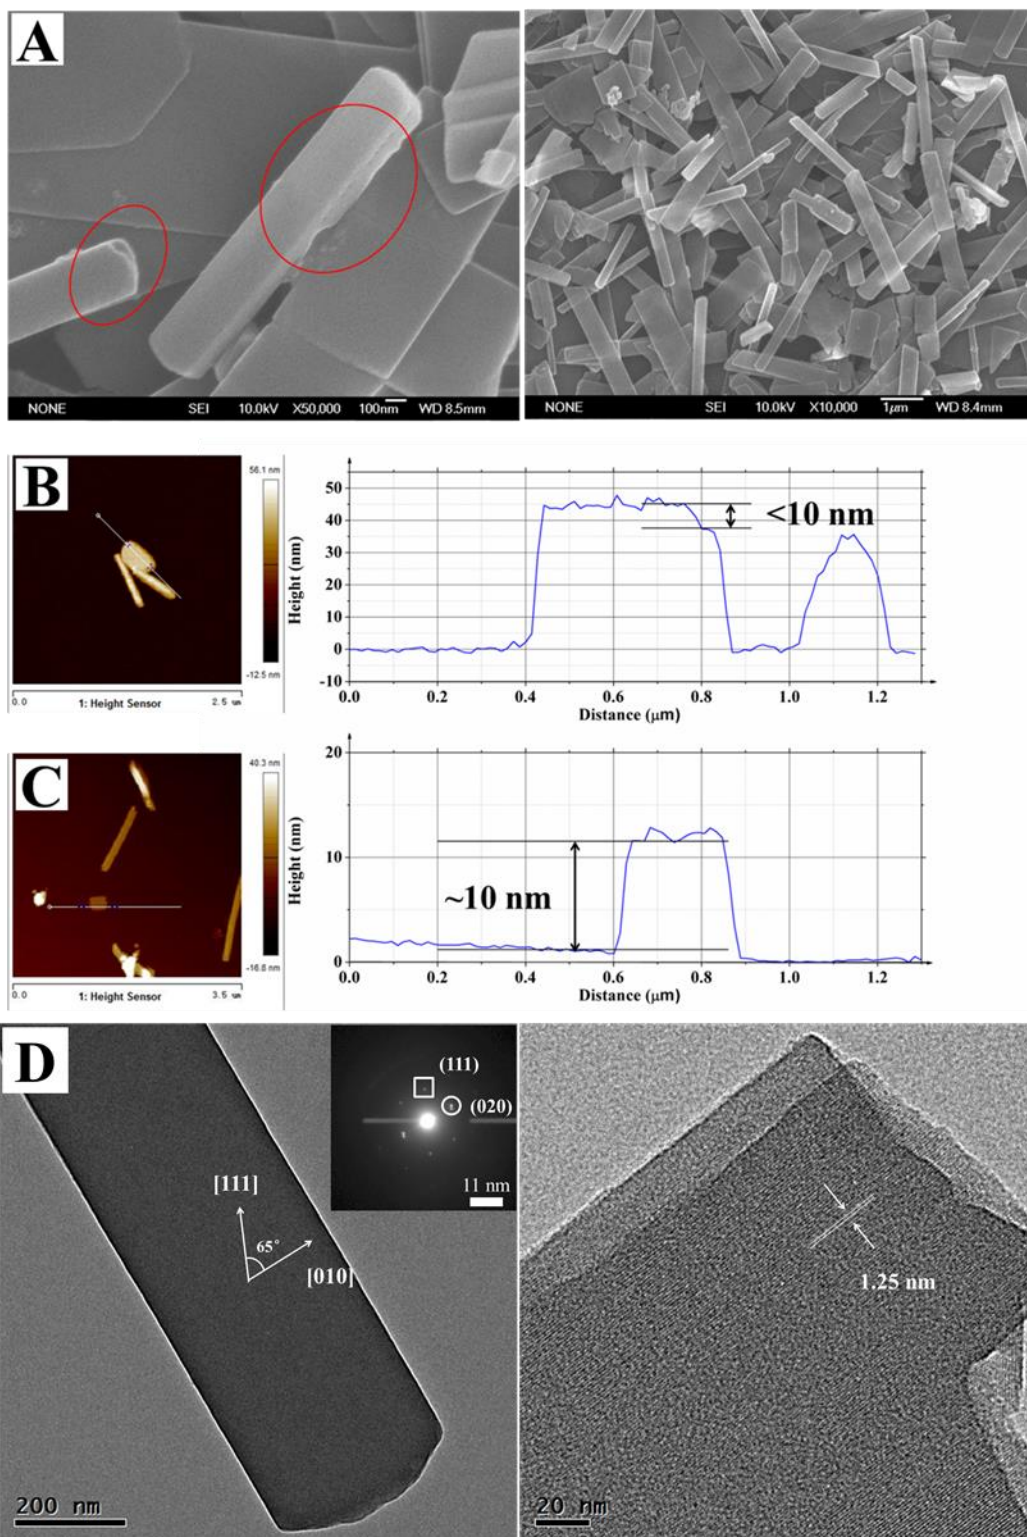 A
NONE SEI 10.0kV X50,000 100nm WD 8.5mm
NONE SEI 10.0kV X10,000 1μm WD 8.4mm
B
56.1 nm
-12.5 nm
0.0 2.5 um
1: Height Sensor
Height (nm)
50
40
30
20
10
0
-10
<10 nm
0.0 0.2 0.4 0.6 0.8 1.0 1.2
Distance (μm)
C
40.3 nm
-16.8 nm
0.0 3.5 um
1: Height Sensor
Height (nm)
20
10
0
~10 nm
0.0 0.2 0.4 0.6 0.8 1.0 1.2
Distance (μm)
D
(111)
(020)
11 nm
[111]
65°
[010]
200 nm
1.25 nm
20 nm